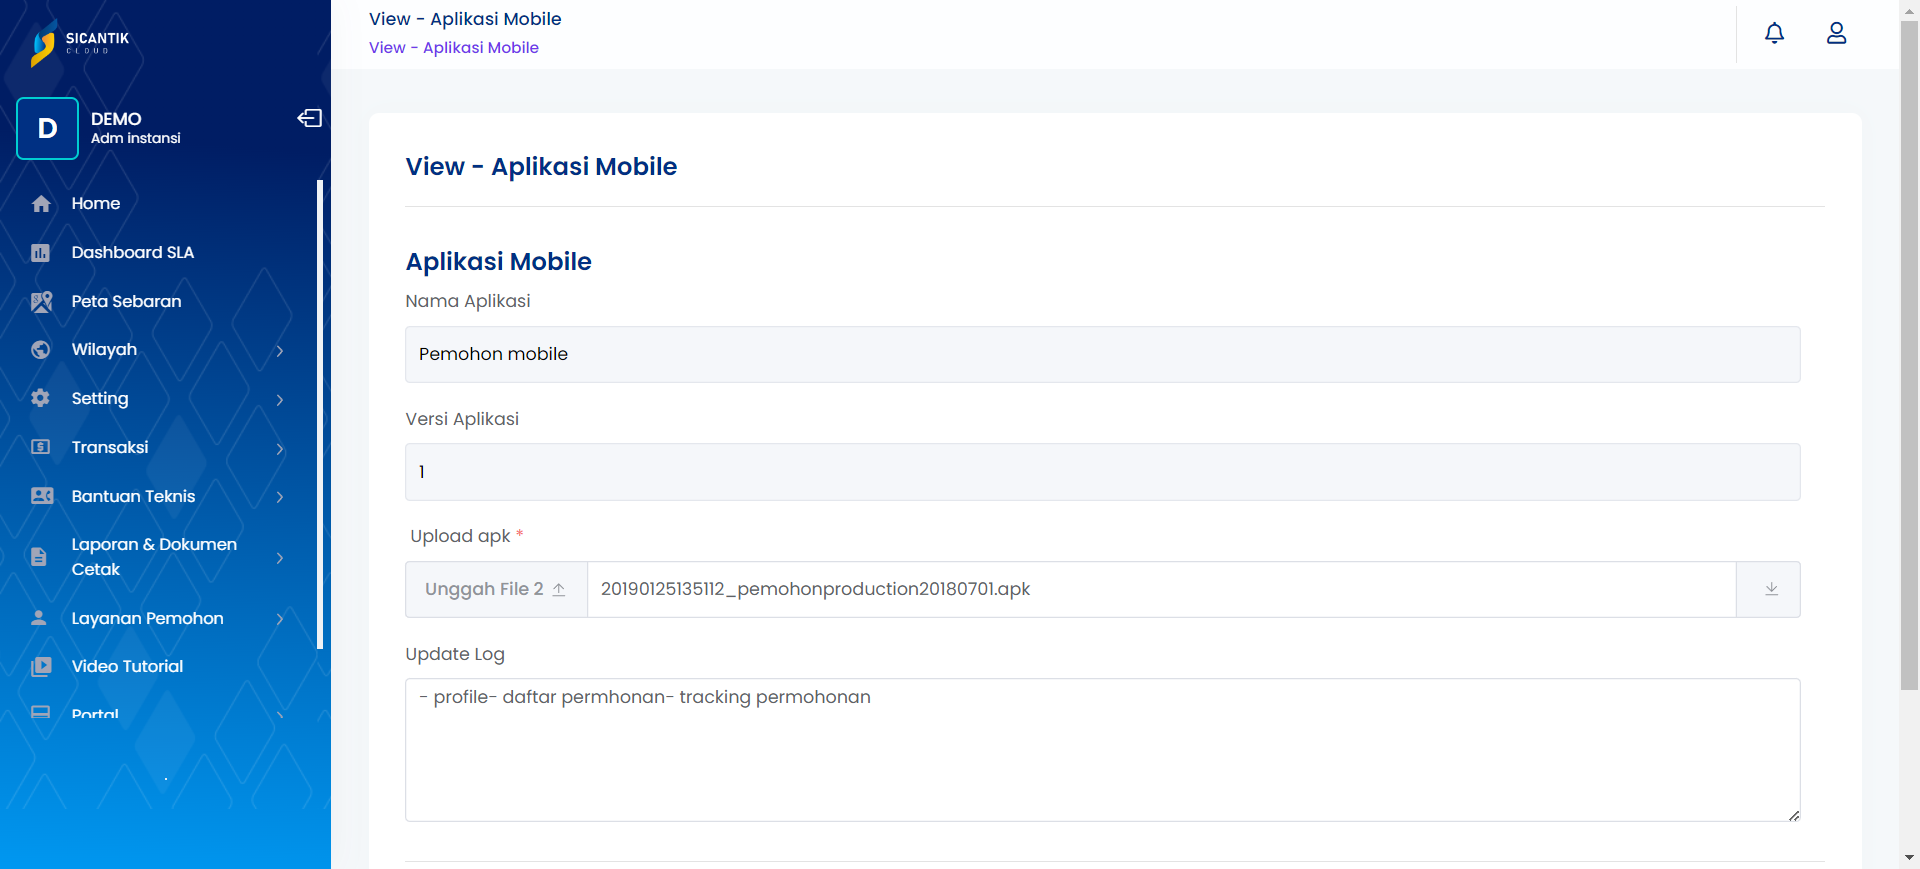 SICANTIK
CLOUD
D
DEMO
Adm instansi
Home
Dashboard SLA
Peta Sebaran
Wilayah
Setting
Transaksi
Bantuan Teknis
Laporan & Dokumen
Cetak
Layanan Pemohon
Video Tutorial
Portal
.
View - Aplikasi Mobile
View - Aplikasi Mobile
View - Aplikasi Mobile
Aplikasi Mobile
Nama Aplikasi
Pemohon mobile
Versi Aplikasi
1
Upload apk *
Unggah File 2
20190125135112_pemohonproduction20180701.apk
Update Log
- profile- daftar permhonan- tracking permohonan